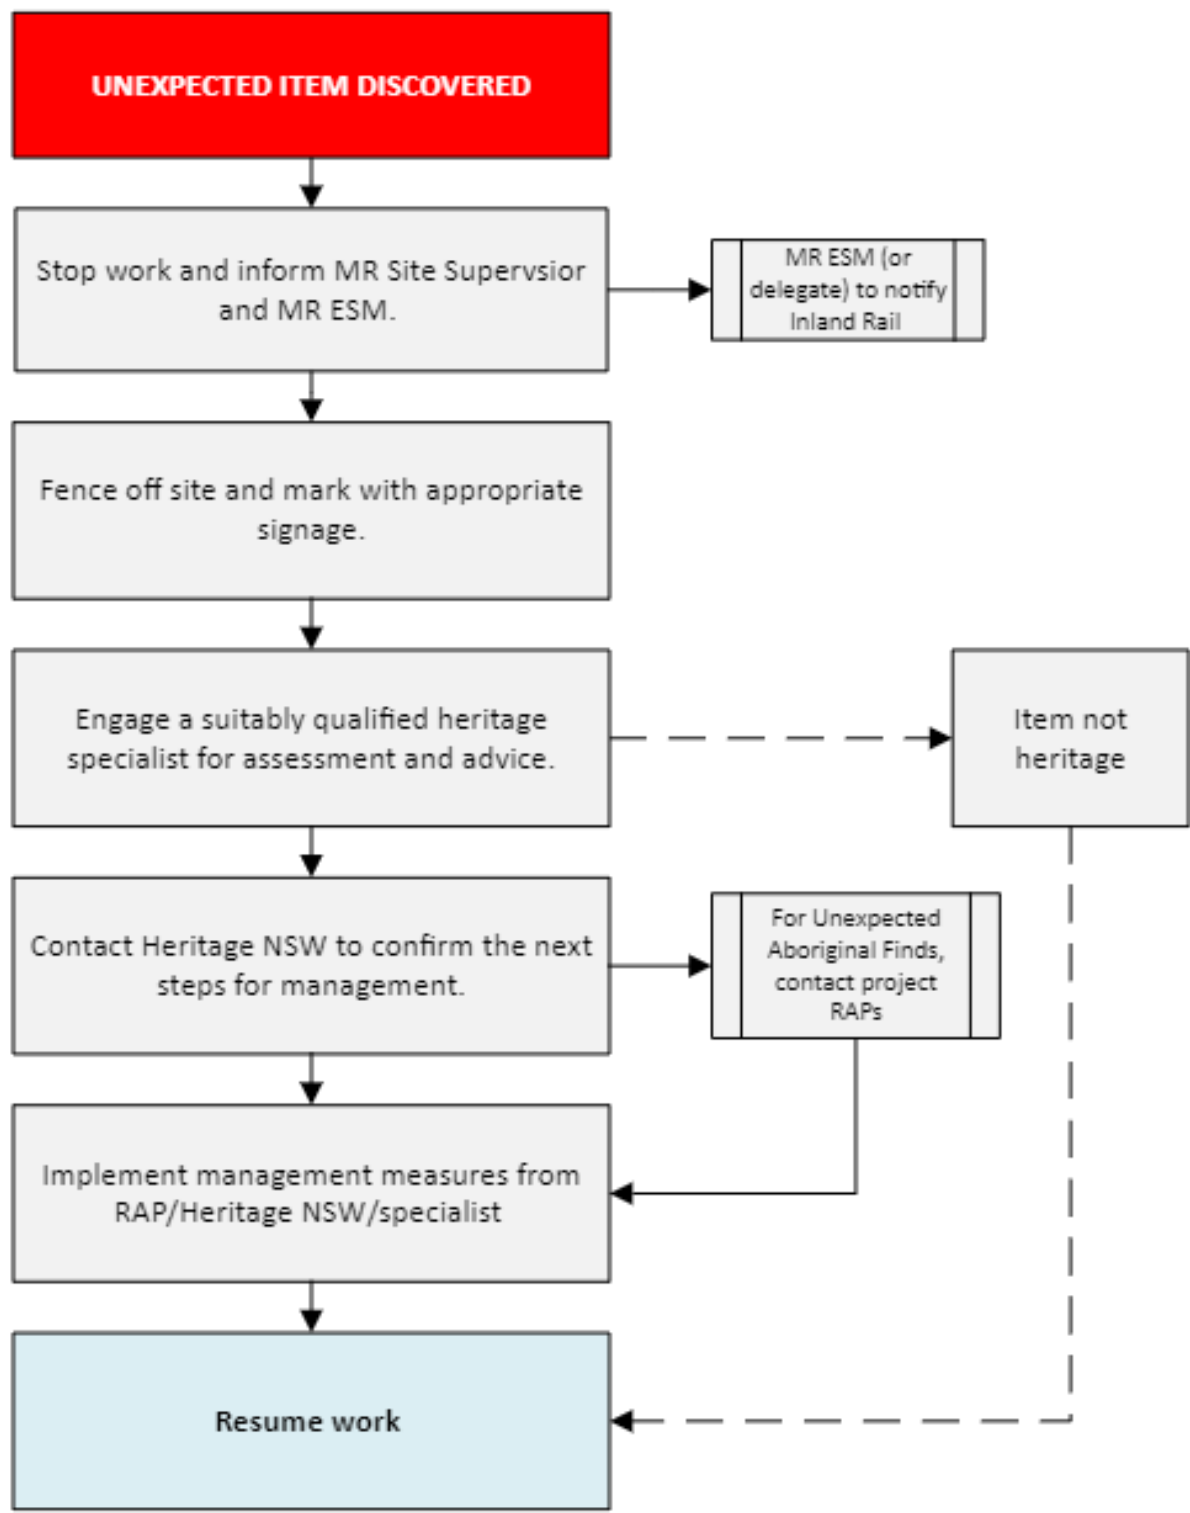 UNEXPECTED ITEM DISCOVERED
Stop work and inform MR Site Supervsior
and MR ESM.
MR ESM (or
delegate) to notify
Inland Rail
Fence off site and mark with appropriate
signage.
Engage a suitably qualified heritage
specialist for assessment and advice.
Item not
heritage
Contact Heritage NSW to confirm the next
steps for management.
For Unexpected
Aboriginal Finds,
contact project
RAPs
Implement management measures from
RAP/Heritage NSW/specialist
Resume work